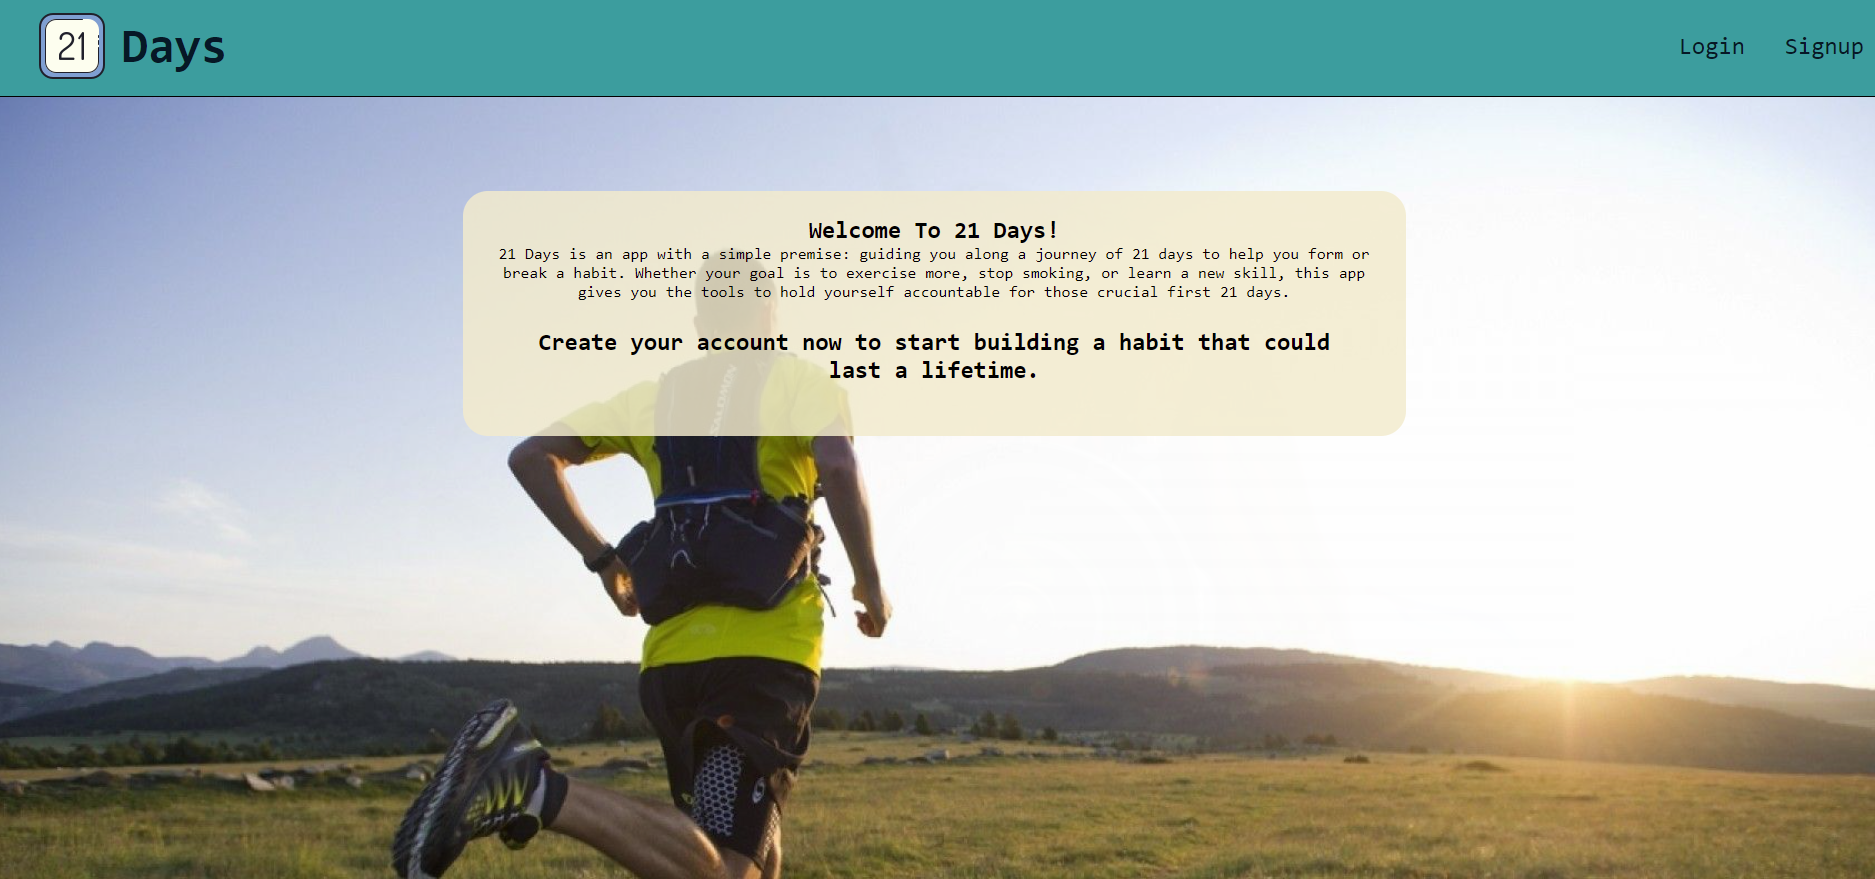 21 Days
Login Signup
Welcome To 21 Days!
21 Days is an app with a simple premise: guiding you along a journey of 21 days to help you form or
break a habit. Whether your goal is to exercise more, stop smoking, or learn a new skill, this app
gives you the tools to hold yourself accountable for those crucial first 21 days.
Create your account now to start building a habit that could
last a lifetime.
SALOMON